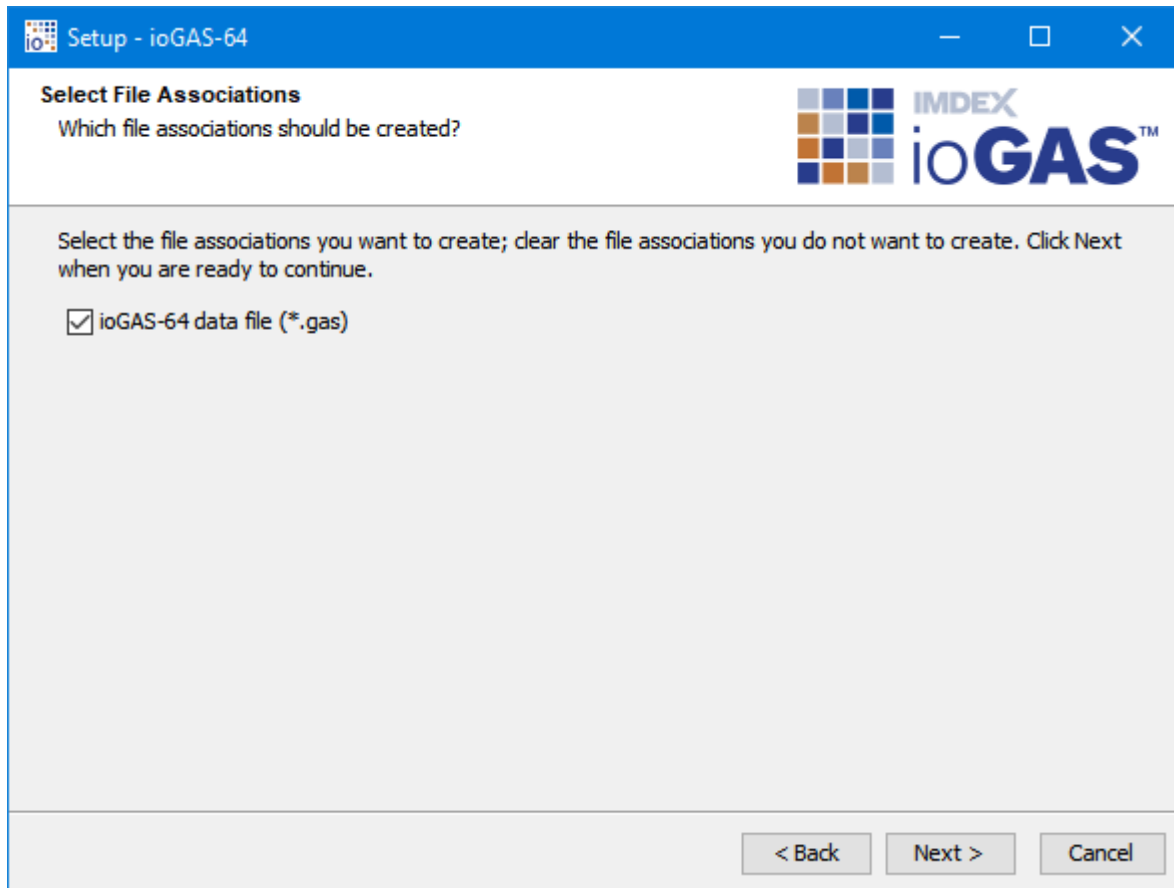 io Setup - ioGAS-64
Select File Associations
Which file associations should be created?
IMDEX
ioGAS™
Select the file associations you want to create; clear the file associations you do not want to create. Click Next
when you are ready to continue.
ioGAS-64 data file (*.gas)
< Back Next > Cancel